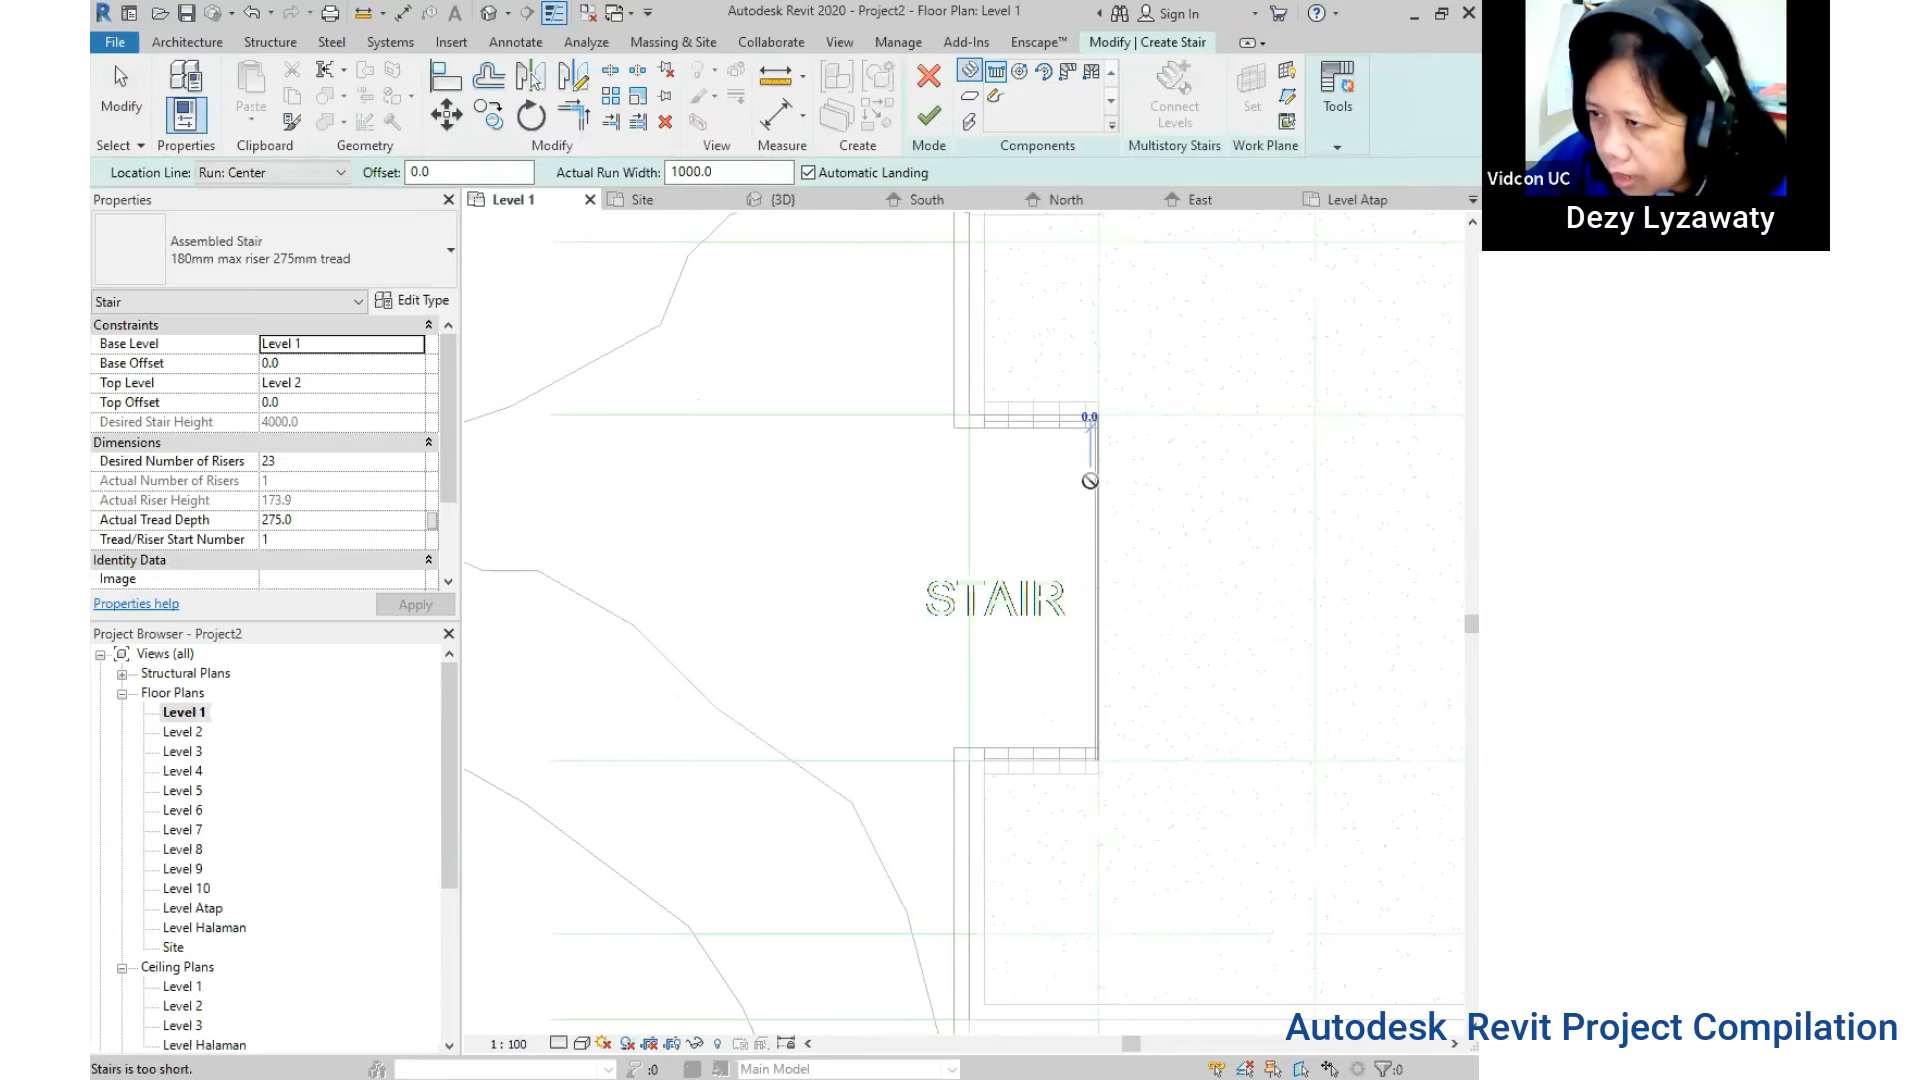 Autodesk Revit 2020 - Project2 - Floor Plan: Level 1
Sign In
File Architecture Structure Steel Systems Insert Annotate Analyze Massing & Site Collaborate View Manage Add-Ins Enscape™ Modify | Create Stair
Modify
Paste
Connect Levels
Set
Tools
Select Properties Clipboard Geometry Modify View Measure Create Mode Components Multistory Stairs Work Plane
Location Line: Run: Center Offset: 0.0 Actual Run Width: 1000.0 Automatic Landing
Properties
Level 1 Site {3D} South North East Level Atap
Assembled Stair
180mm max riser 275mm tread
Stair Edit Type
Constraints
Base Level Level 1
Base Offset 0.0
Top Level Level 2
Top Offset 0.0
Desired Stair Height 4000.0
Dimensions
Desired Number of Risers 23
Actual Number of Risers 1
Actual Riser Height 173.9
Actual Tread Depth 275.0
Tread/Riser Start Number 1
Identity Data
Image
Properties help Apply
Project Browser - Project2
Views (all)
Structural Plans
Floor Plans
Level 1
Level 2
Level 3
Level 4
Level 5
Level 6
Level 7
Level 8
Level 9
Level 10
Level Atap
Level Halaman
Site
Ceiling Plans
Level 1
Level 2
Level 3
Level Halaman
0.0
STAIR
1 : 100
Stairs is too short.
:0
Main Model
:0
Vidcon UC
Dezy Lyzawaty
Autodesk Revit Project Compilation